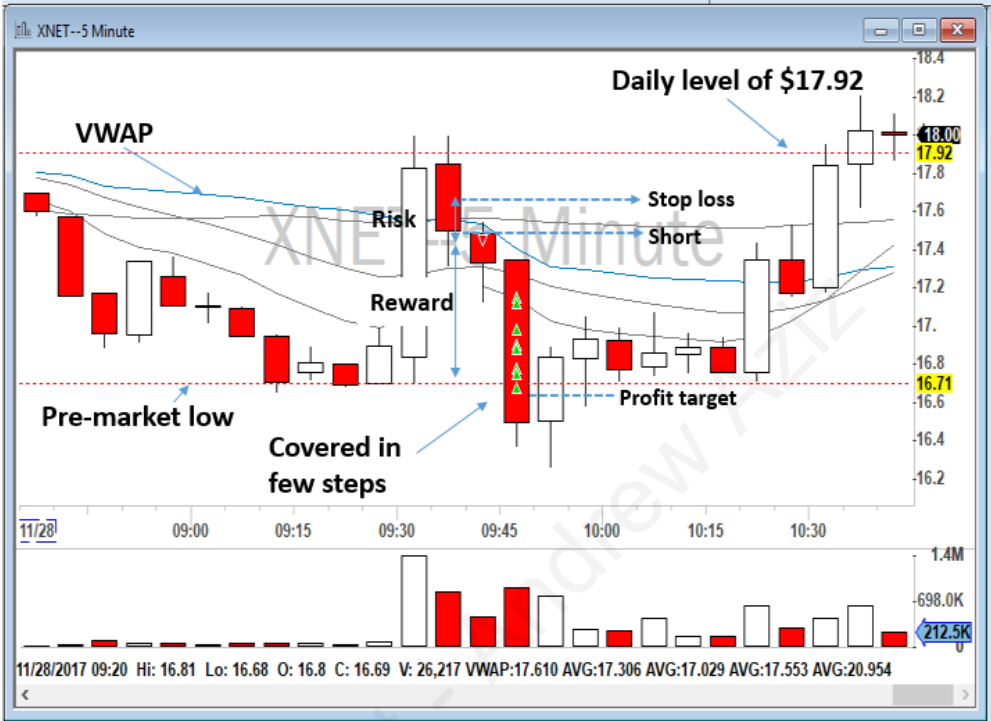 XNET--5 Minute
Daily level of $17.92
VWAP
XNET--5 Minute
Risk
Stop loss
Short
Reward
Pre-market low
Profit target
Covered in
few steps
18.4
18.2
18.00
17.92
17.8
17.6
17.4
17.2
17.
16.8
16.71
16.6
16.4
16.2
11/28 09:00 09:15 09:30 09:45 10:00 10:15 10:30
1.4M
698.0K
212.5K
0
11/28/2017 09:20 Hi: 16.81 Lo: 16.68 O: 16.8 C: 16.69 V: 26,217 VWAP:17.610 AVG:17.306 AVG:17.029 AVG:17.553 AVG:20.954
- Andrew Aziz